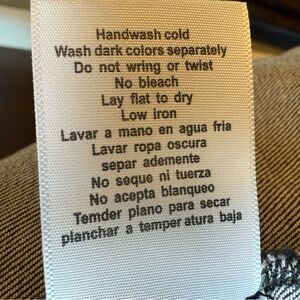 Handwash cold
Wash dark colors separately
Do not wring or twist
No bleach
Lay flat to dry
Low iron
Lavar a mano en agua fria
Lavar ropa oscura
separ ademente
No seque ni tuerza
No acepta blanqueo
Temder plano para secar
planchar a temper atura baja